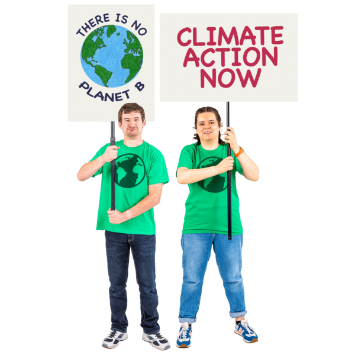 THERE IS NO
PLANET B
CLIMATE
ACTION
NOW